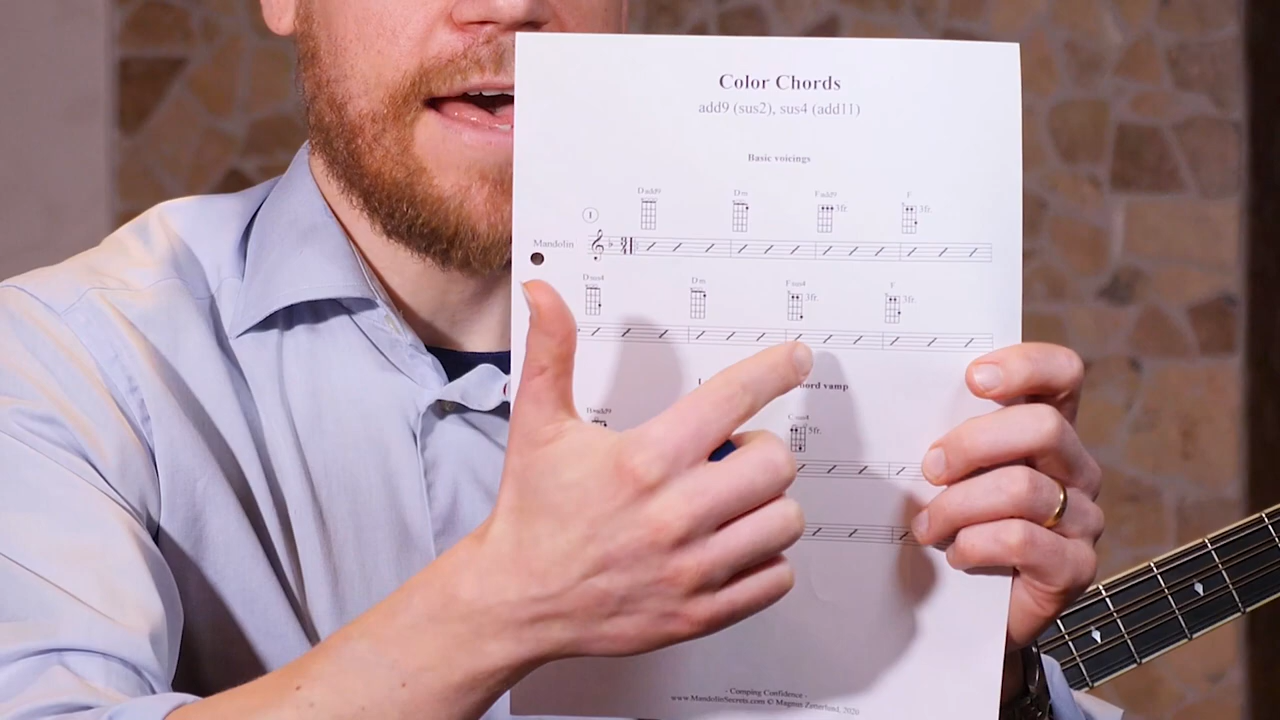 Color Chords
add9 (sus2), sus4 (add11)
Basic voicings
Dadd9 Dm Fadd9 F
3fr. 3fr.
1
Mandolin
Dsus4 Dm Fsus4 F
3fr. 3fr.
chord vamp
Csus4
5fr.
- Comping Confidence -
www.MandolinSecrets.com © Magnus Zetterlund, 2020